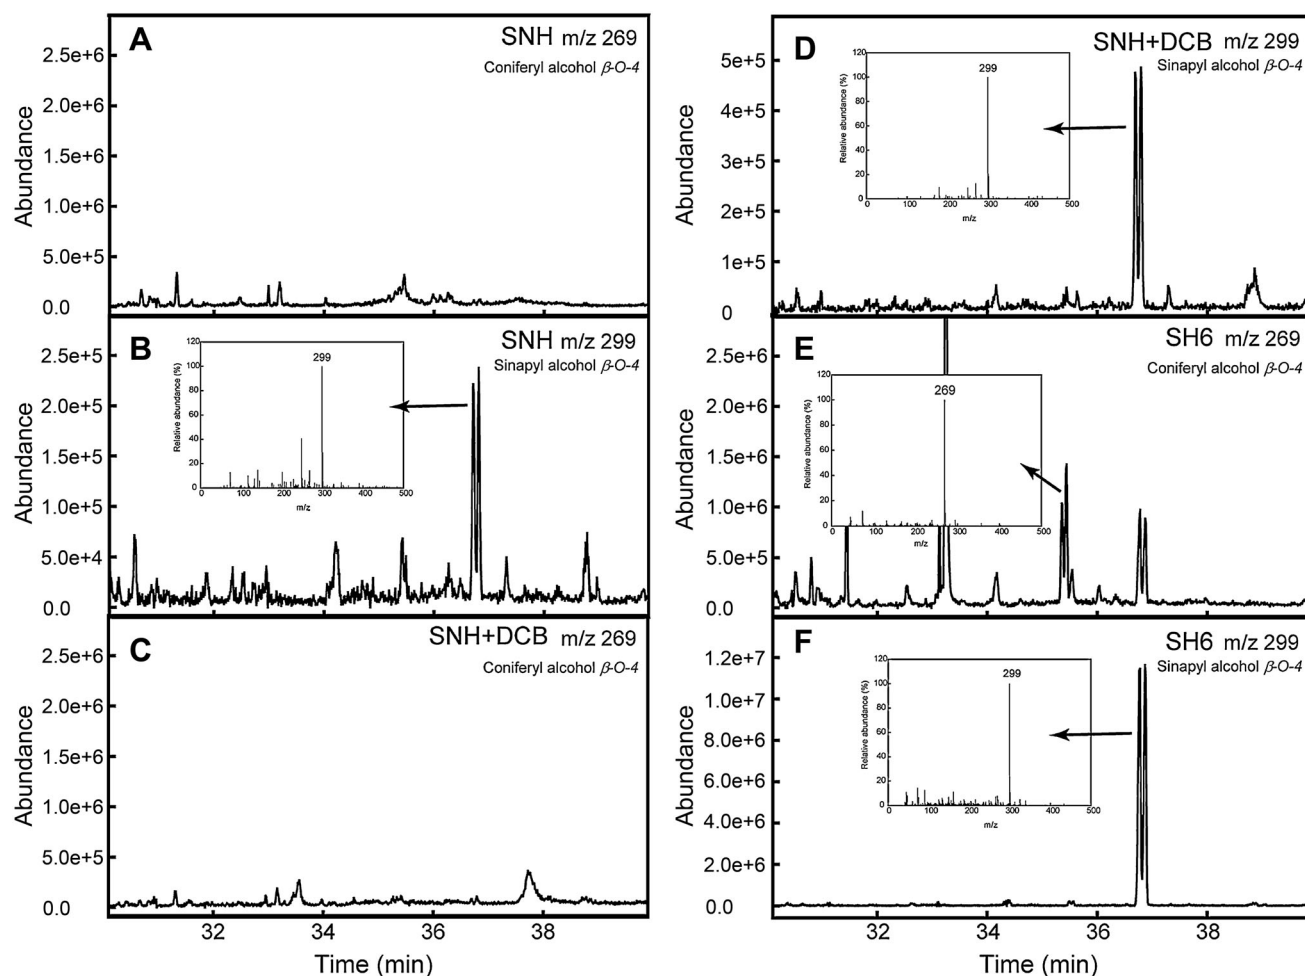 A
SNH m/z 269
Coniferyl alcohol β-O-4
2.5e+6
2.0e+6
1.5e+6
1.0e+6
5.0e+5
0.0
Abundance
B
SNH m/z 299
Sinapyl alcohol β-O-4
2.5e+5
2.0e+5
1.5e+5
1.0e+5
5.0e+4
0.0
Abundance
120
100
80
60
40
20
0
Relative abundance (%)
299
0 100 200 300 400 500
m/z
C
SNH+DCB m/z 269
Coniferyl alcohol β-O-4
2.5e+6
2.0e+6
1.5e+6
1.0e+6
5.0e+5
0.0
Abundance
32 34 36 38
Time (min)
D
SNH+DCB m/z 299
Sinapyl alcohol β-O-4
5e+5
4e+5
3e+5
2e+5
1e+5
0
Abundance
120
100
80
60
40
20
0
Relative abundance (%)
299
0 100 200 300 400 500
m/z
E
SH6 m/z 269
Coniferyl alcohol β-O-4
2.5e+6
2.0e+6
1.5e+6
1.0e+6
5.0e+5
0.0
Abundance
120
100
80
60
40
20
0
Relative abundance (%)
269
0 100 200 300 400 500
m/z
F
SH6 m/z 299
Sinapyl alcohol β-O-4
1.2e+7
1.0e+7
8.0e+6
6.0e+6
4.0e+6
2.0e+6
0.0
Abundance
120
100
80
60
40
20
0
Relative abundance (%)
299
0 100 200 300 400 500
m/z
32 34 36 38
Time (min)